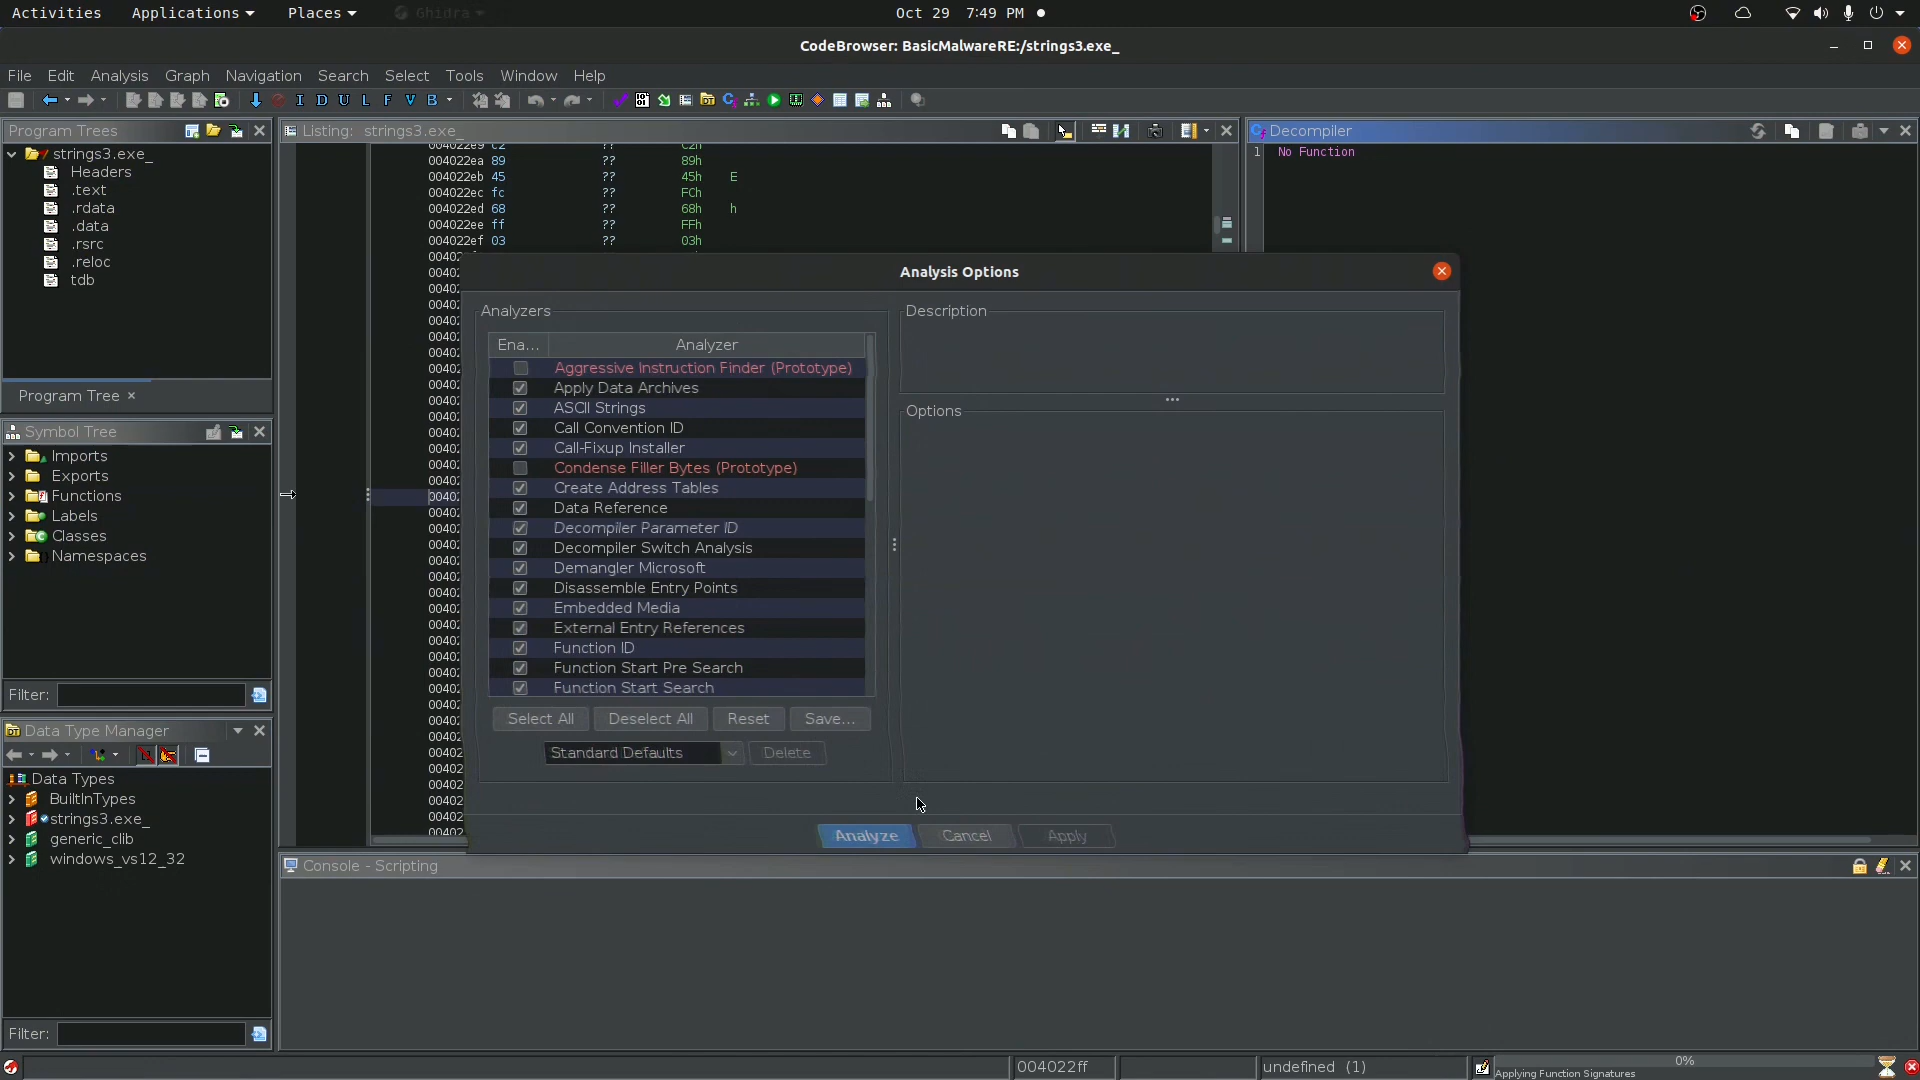 Activities Applications Places Ghidra Oct 29 7:49 PM
CodeBrowser: BasicMalwareRE:/strings3.exe_
File Edit Analysis Graph Navigation Search Select Tools Window Help
I D U L F V B
Program Trees
strings3.exe_
Headers
.text
.rdata
.data
.rsrc
.reloc
tdb
Program Tree ×
Symbol Tree
Imports
Exports
Functions
Labels
Classes
Namespaces
Filter:
Data Type Manager
Data Types
BuiltInTypes
strings3.exe_
generic_clib
windows_vs12_32
Filter:
Listing: strings3.exe_
004022e9 c2 ?? C2h
004022ea 89 ?? 89h
004022eb 45 ?? 45h E
004022ec fc ?? FCh
004022ed 68 ?? 68h h
004022ee ff ?? FFh
004022ef 03 ?? 03h
Decompiler
1 No Function
Analysis Options
Analyzers
Ena... Analyzer
Aggressive Instruction Finder (Prototype)
Apply Data Archives
ASCII Strings
Call Convention ID
Call-Fixup Installer
Condense Filler Bytes (Prototype)
Create Address Tables
Data Reference
Decompiler Parameter ID
Decompiler Switch Analysis
Demangler Microsoft
Disassemble Entry Points
Embedded Media
External Entry References
Function ID
Function Start Pre Search
Function Start Search
Select All Deselect All Reset Save...
Standard Defaults Delete
Description
Options
Analyze Cancel Apply
Console - Scripting
004022ff undefined (1) 0%
Applying Function Signatures